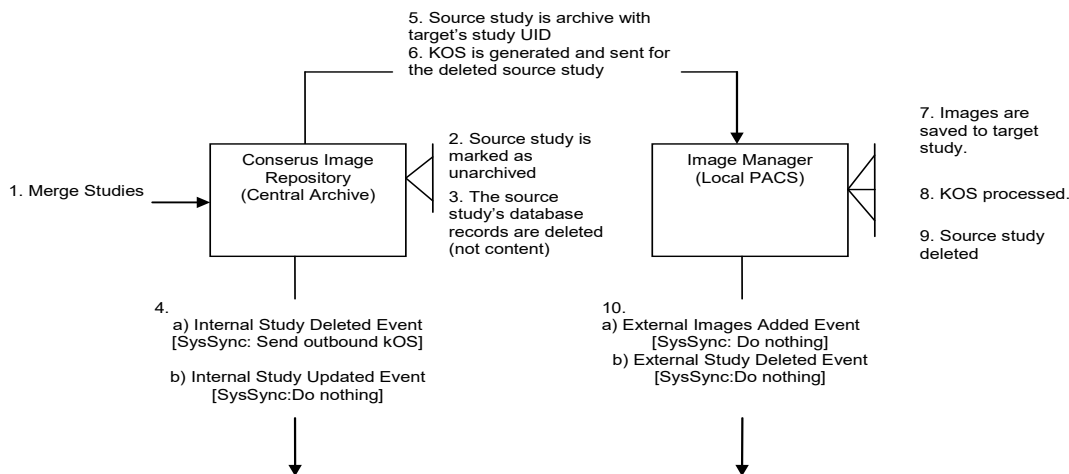 5. Source study is archive with
target's study UID
6. KOS is generated and sent for
the deleted source study
1. Merge Studies
Conserus Image
Repository
(Central Archive)
2. Source study is
marked as
unarchived
3. The source
study's database
records are deleted
(not content)
Image Manager
(Local PACS)
7. Images are
saved to target
study.
8. KOS processed.
9. Source study
deleted
4.
a) Internal Study Deleted Event
[SysSync: Send outbound kOS]
b) Internal Study Updated Event
[SysSync:Do nothing]
10.
a) External Images Added Event
[SysSync: Do nothing]
b) External Study Deleted Event
[SysSync:Do nothing]